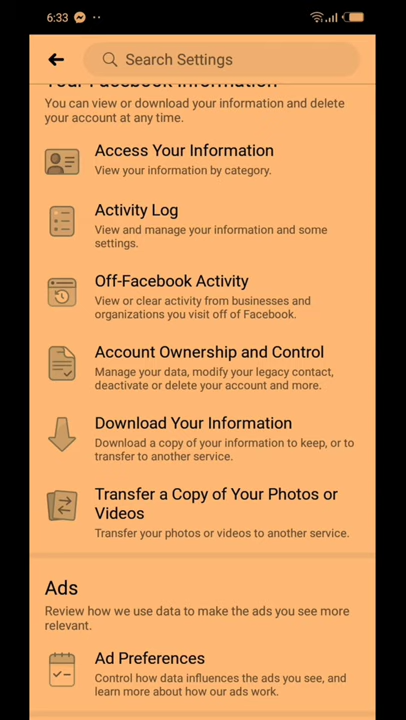 6:33
Search Settings
Your Facebook Information
You can view or download your information and delete
your account at any time.
Access Your Information
View your information by category.
Activity Log
View and manage your information and some
settings.
Off-Facebook Activity
View or clear activity from businesses and
organizations you visit off of Facebook.
Account Ownership and Control
Manage your data, modify your legacy contact,
deactivate or delete your account and more.
Download Your Information
Download a copy of your information to keep, or to
transfer to another service.
Transfer a Copy of Your Photos or
Videos
Transfer your photos or videos to another service.
Ads
Review how we use data to make the ads you see more
relevant.
Ad Preferences
Control how data influences the ads you see, and
learn more about how our ads work.